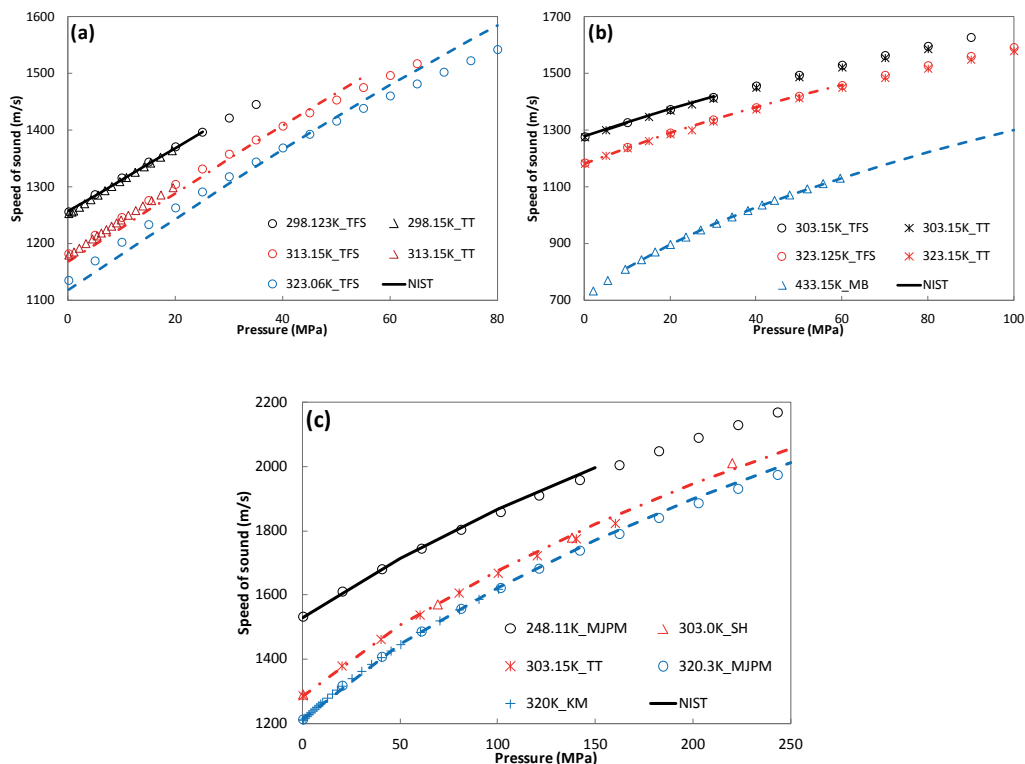 (a)
Speed of sound (m/s)
1600
1500
1400
1300
1200
1100
298.123K_TFS
298.15K_TT
313.15K_TFS
313.15K_TT
323.06K_TFS
NIST
0
20
40
60
80
Pressure (MPa)
(b)
Speed of sound (m/s)
1700
1500
1300
1100
900
700
303.15K_TFS
303.15K_TT
323.125K_TFS
323.15K_TT
433.15K_MB
NIST
0
20
40
60
80
100
Pressure (MPa)
(c)
Speed of sound (m/s)
2200
2000
1800
1600
1400
1200
248.11K_MJPM
303.0K_SH
303.15K_TT
320.3K_MJPM
320K_KM
NIST
0
50
100
150
200
250
Pressure (MPa)